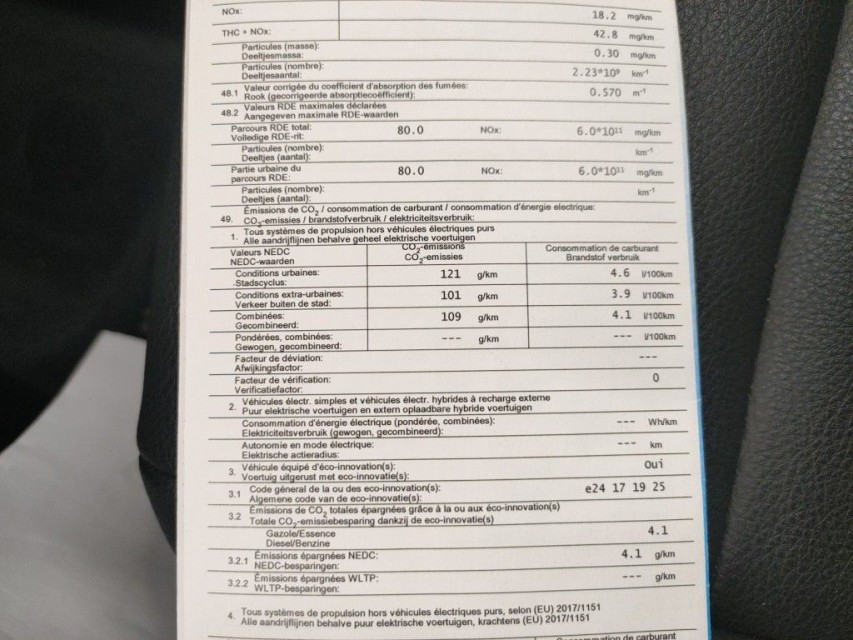 NOx: 18.2 mg/km
THC + NOx: 42.8 mg/km
Particules (masse):
Deeltjesmassa: 0.30 mg/km
Particules (nombre):
Deeltjesaantal: 2.23*10⁹ km⁻¹
48.1 Valeur corrigée du coefficient d'absorption des fumées:
Rook (gecorrigeerde absorptiecoëfficient): 0.570 m⁻¹
48.2 Valeurs RDE maximales déclarées
Aangegeven maximale RDE-waarden
Parcours RDE total:
Volledige RDE-rit: 80.0 NOx: 6.0*10¹¹ mg/km
Particules (nombre):
Deeltjes (aantal): km⁻¹
Partie urbaine du
parcours RDE: 80.0 NOx: 6.0*10¹¹ mg/km
Particules (nombre):
Deeltjes (aantal): km⁻¹
49. Émissions de CO₂ / consommation de carburant / consommation d'énergie electrique:
CO₂-emissies / brandstofverbruik / elektriciteitsverbruik:
1. Tous systèmes de propulsion hors véhicules électriques purs
Alle aandrijflijnen behalve geheel elektrische voertuigen
Valeurs NEDC CO₂-émissions Consommation de carburant
NEDC-waarden CO₂-emissies Brandstof verbruik
Conditions urbaines: 121 g/km 4.6 l/100km
Stadscyclus:
Conditions extra-urbaines: 101 g/km 3.9 l/100km
Verkeer buiten de stad:
Combinées: 109 g/km 4.1 l/100km
Gecombineerd:
Pondérées, combinées: --- g/km --- l/100km
Gewogen, gecombineerd:
Facteur de déviation: ---
Afwijkingsfactor:
Facteur de vérification: 0
Verificatiefactor:
2. Véhicules électr. simples et véhicules électr. hybrides à recharge externe
Puur elektrische voertuigen en extern oplaadbare hybride voertuigen
Consommation d'énergie électrique (pondérée, combinées): --- Wh/km
Elektriciteitsverbruik (gewogen, gecombineerd):
Autonomie en mode électrique: --- km
Elektrische actieradius:
3. Véhicule équipé d'éco-innovation(s): Oui
Voertuig uitgerust met eco-innovatie(s):
3.1 Code géneral de la ou des eco-innovation(s): e24 17 19 25
Algemene code van de eco-innovatie(s):
3.2 Émissions de CO₂ totales épargnées grâce à la ou aux éco-innovation(s)
Totale CO₂-emissiebesparing dankzij de eco-innovatie(s)
Gazole/Essence 4.1
Diesel/Benzine
3.2.1 Émissions épargnées NEDC: 4.1 g/km
NEDC-besparingen:
3.2.2 Émissions épargnées WLTP: --- g/km
WLTP-besparingen:
4. Tous systèmes de propulsion hors véhicules électriques purs, selon (EU) 2017/1151
Alle aandrijflijnen behalve puur elektrische voertuigen, krachtens (EU) 2017/1151
de carburant